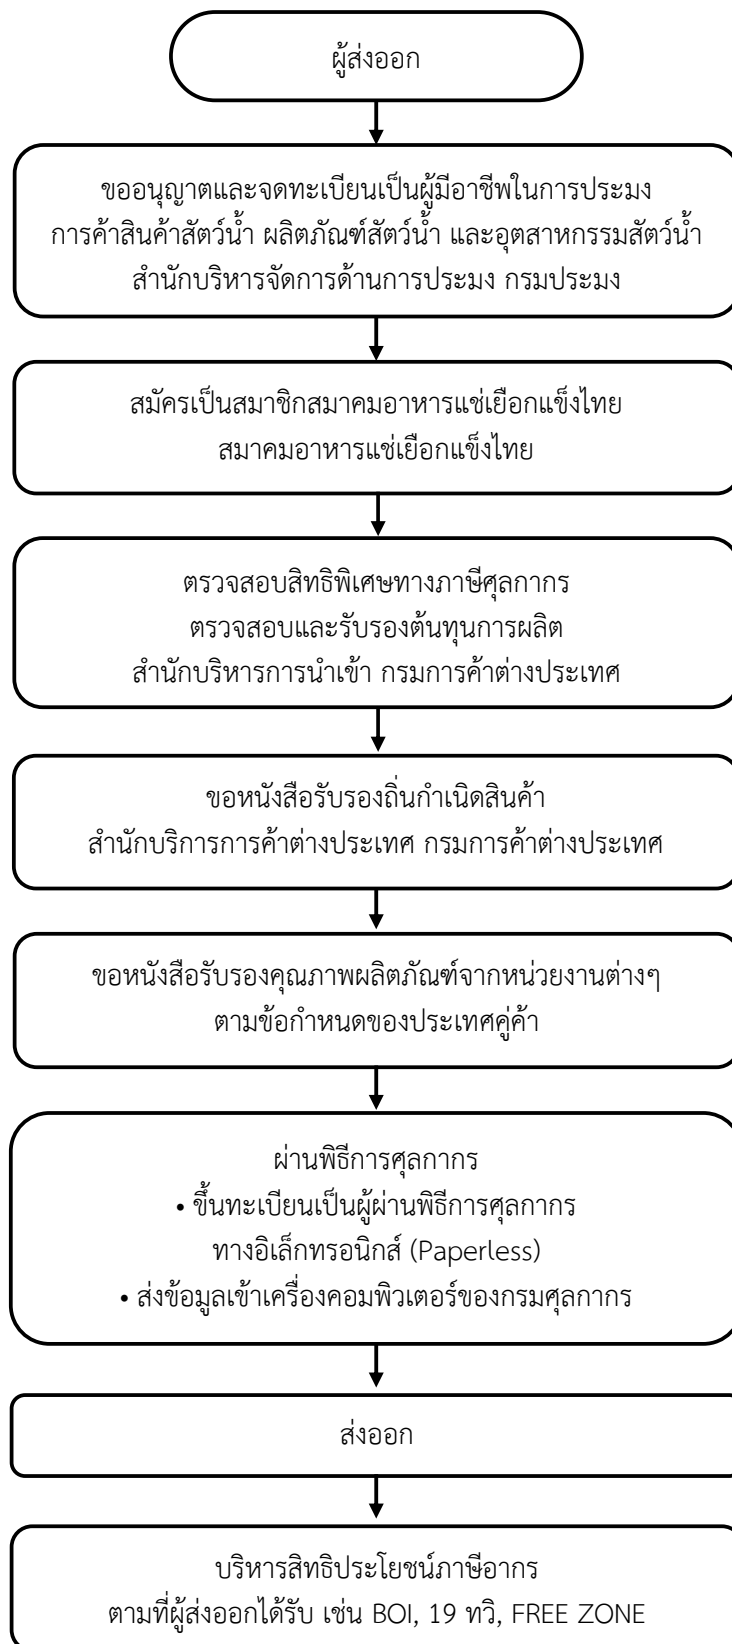 ผู้ส่งออก
ขออนุญาตและจดทะเบียนเป็นผู้มีอาชีพในการประมง
การค้าสินค้าสัตว์น้ำ ผลิตภัณฑ์สัตว์น้ำ และอุตสาหกรรมสัตว์น้ำ
สำนักบริหารจัดการด้านการประมง กรมประมง
สมัครเป็นสมาชิกสมาคมอาหารแช่เยือกแข็งไทย
สมาคมอาหารแช่เยือกแข็งไทย
ตรวจสอบสิทธิพิเศษทางภาษีศุลกากร
ตรวจสอบและรับรองต้นทุนการผลิต
สำนักบริหารการนำเข้า กรมการค้าต่างประเทศ
ขอหนังสือรับรองถิ่นกำเนิดสินค้า
สำนักบริการการค้าต่างประเทศ กรมการค้าต่างประเทศ
ขอหนังสือรับรองคุณภาพผลิตภัณฑ์จากหน่วยงานต่างๆ
ตามข้อกำหนดของประเทศคู่ค้า
ผ่านพิธีการศุลกากร
• ขึ้นทะเบียนเป็นผู้ผ่านพิธีการศุลกากร
ทางอิเล็กทรอนิกส์ (Paperless)
• ส่งข้อมูลเข้าเครื่องคอมพิวเตอร์ของกรมศุลกากร
ส่งออก
บริหารสิทธิประโยชน์ภาษีอากร
ตามที่ผู้ส่งออกได้รับ เช่น BOI, 19 ทวิ, FREE ZONE